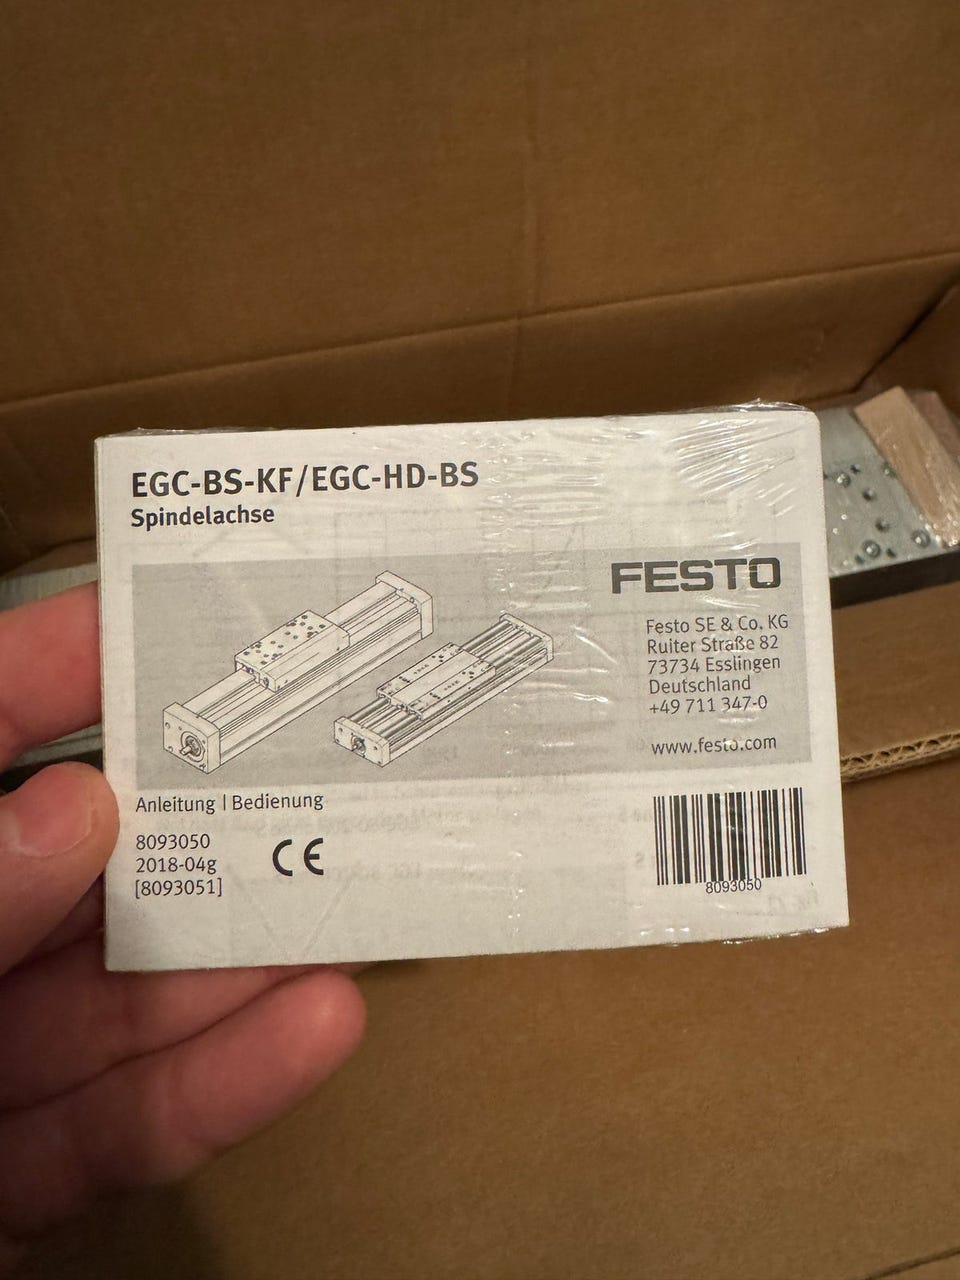 EGC-BS-KF/EGC-HD-BS
Spindelachse
FESTO
Festo SE & Co. KG
Ruiter Straße 82
73734 Esslingen
Deutschland
+49 711 347-0
www.festo.com
Anleitung | Bedienung
8093050
2018-04g
[8093051]
CE
8093050